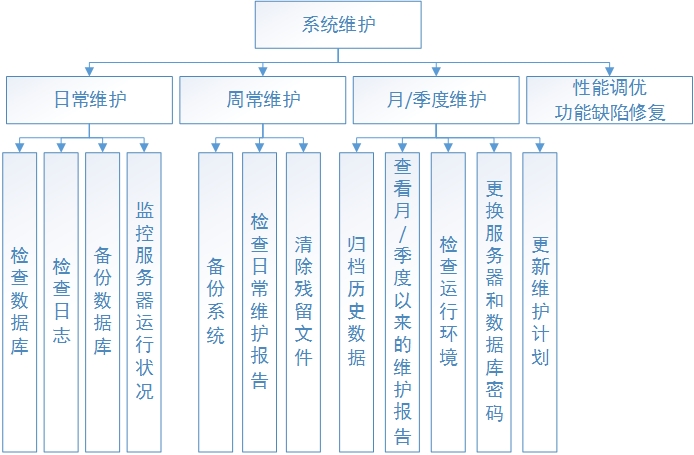 系统维护
日常维护
周常维护
月/季度维护
性能调优
功能缺陷修复
检查数据库
检查日志
备份数据库
监控服务器运行状况
备份系统
检查日常维护报告
清除残留文件
归档历史数据
查看月/季度以来的维护报告
检查运行环境
更换服务器和数据库密码
更新维护计划